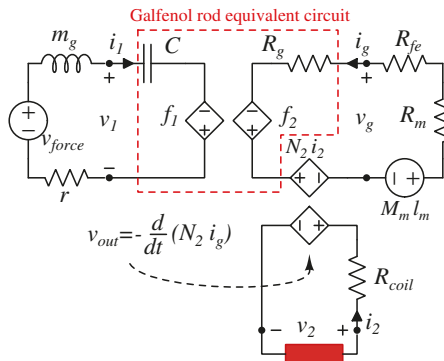 Galfenol rod equivalent circuit
m_g i_1 C R_g i_g R_fe
+ +
v_force v_1 f_1 f_2 v_g R_m
N_2 i_2
r M_m l_m
v_out=- d/dt (N_2 i_g)
R_coil
- v_2 + i_2